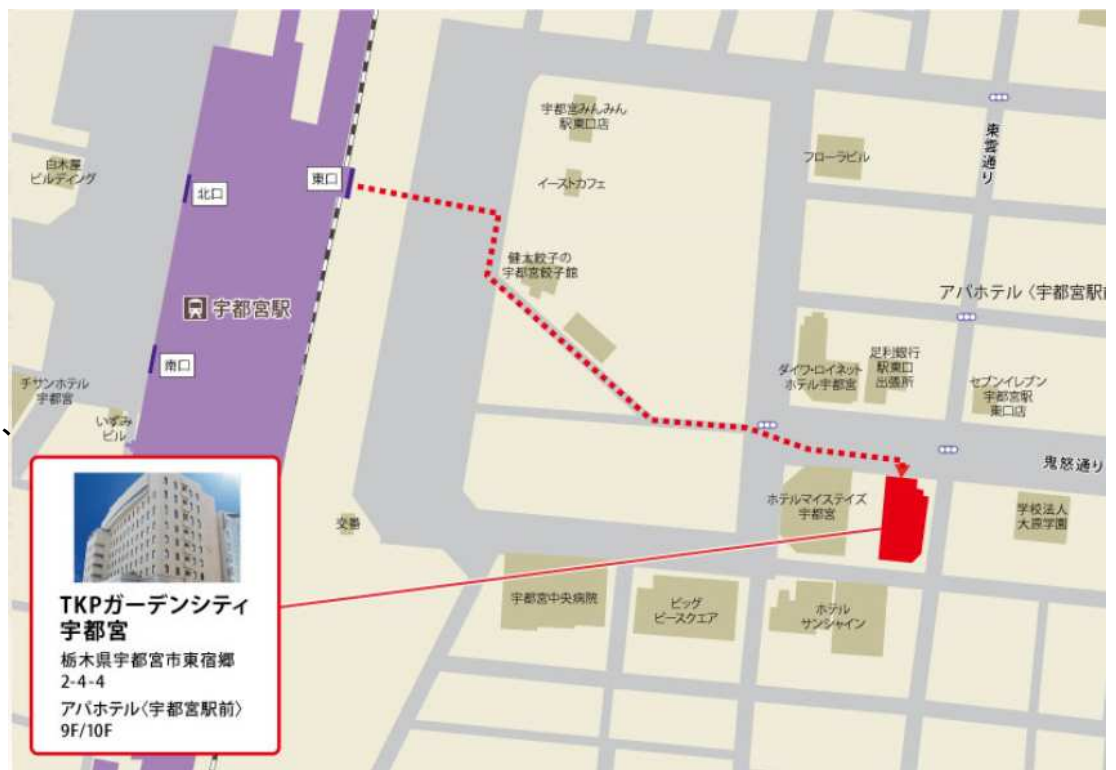 宇都宮みんみん
駅東口店
東雲通り
フローラビル
白木屋
ビルディング
北口
東口
イーストカフェ
健太餃子の
宇都宮餃子館
宇都宮駅
アパホテル〈宇都宮駅前
南口
ダイワ・ロイネット
ホテル宇都宮
足利銀行
駅東口
出張所
セブンイレブン
宇都宮駅
東口店
チサンホテル
宇都宮
いずみ
ビル
鬼怒通り
ホテルマイステイズ
宇都宮
学校法人
大原学園
交番
宇都宮中央病院
ビッグ
ビースクエア
ホテル
サンシャイン
TKPガーデンシティ
宇都宮
栃木県宇都宮市東宿郷
2-4-4
アパホテル〈宇都宮駅前〉
9F/10F